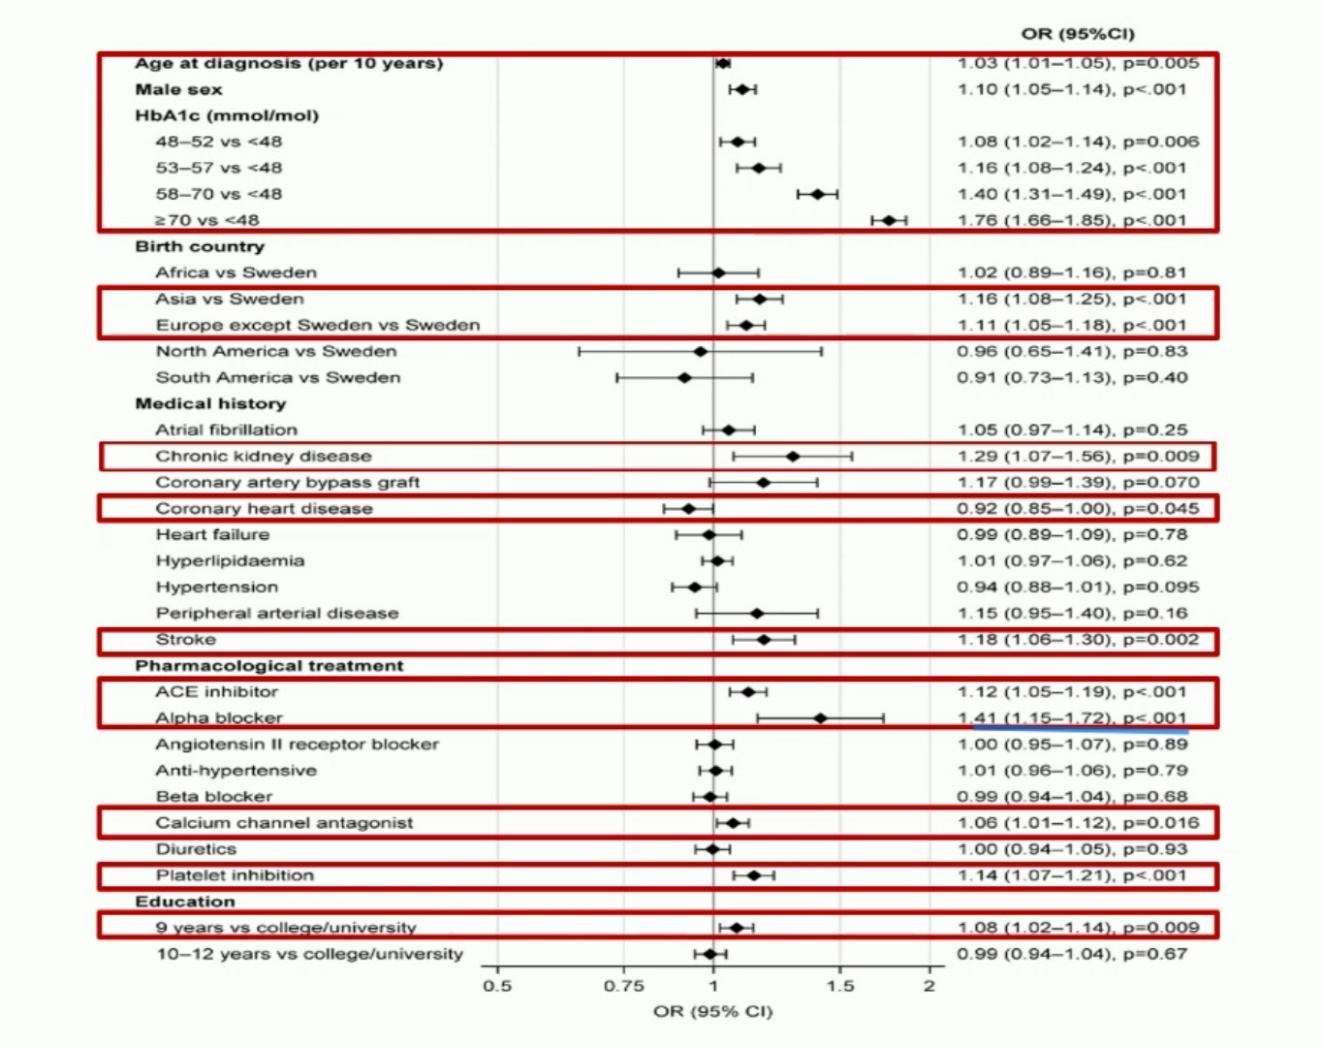 OR (95%CI)
Age at diagnosis (per 10 years) 1.03 (1.01–1.05), p=0.005
Male sex 1.10 (1.05–1.14), p<.001
HbA1c (mmol/mol)
48–52 vs <48 1.08 (1.02–1.14), p=0.006
53–57 vs <48 1.16 (1.08–1.24), p<.001
58–70 vs <48 1.40 (1.31–1.49), p<.001
≥70 vs <48 1.76 (1.66–1.85), p<.001
Birth country
Africa vs Sweden 1.02 (0.89–1.16), p=0.81
Asia vs Sweden 1.16 (1.08–1.25), p<.001
Europe except Sweden vs Sweden 1.11 (1.05–1.18), p<.001
North America vs Sweden 0.96 (0.65–1.41), p=0.83
South America vs Sweden 0.91 (0.73–1.13), p=0.40
Medical history
Atrial fibrillation 1.05 (0.97–1.14), p=0.25
Chronic kidney disease 1.29 (1.07–1.56), p=0.009
Coronary artery bypass graft 1.17 (0.99–1.39), p=0.070
Coronary heart disease 0.92 (0.85–1.00), p=0.045
Heart failure 0.99 (0.89–1.09), p=0.78
Hyperlipidaemia 1.01 (0.97–1.06), p=0.62
Hypertension 0.94 (0.88–1.01), p=0.095
Peripheral arterial disease 1.15 (0.95–1.40), p=0.16
Stroke 1.18 (1.06–1.30), p=0.002
Pharmacological treatment
ACE inhibitor 1.12 (1.05–1.19), p<.001
Alpha blocker 1.41 (1.15–1.72), p<.001
Angiotensin II receptor blocker 1.00 (0.95–1.07), p=0.89
Anti-hypertensive 1.01 (0.96–1.06), p=0.79
Beta blocker 0.99 (0.94–1.04), p=0.68
Calcium channel antagonist 1.06 (1.01–1.12), p=0.016
Diuretics 1.00 (0.94–1.05), p=0.93
Platelet inhibition 1.14 (1.07–1.21), p<.001
Education
9 years vs college/university 1.08 (1.02–1.14), p=0.009
10–12 years vs college/university 0.99 (0.94–1.04), p=0.67
0.5 0.75 1 1.5 2
OR (95% CI)